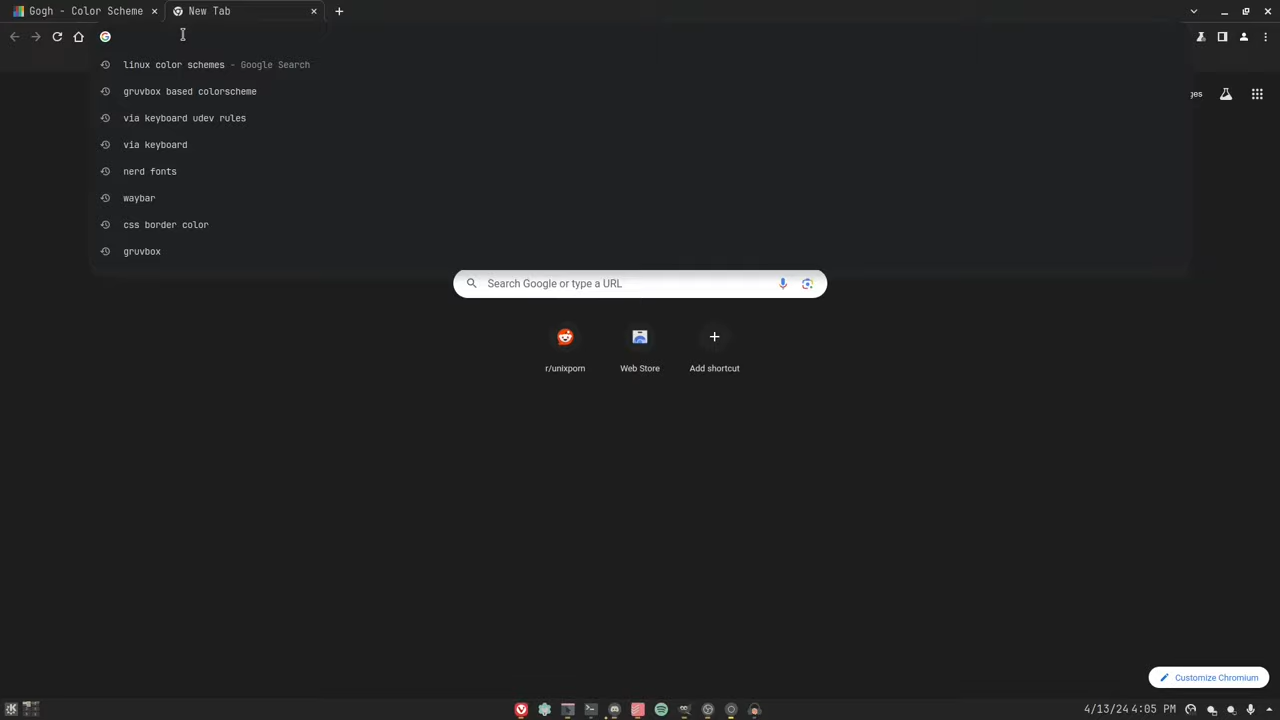 Gogh - Color Scheme
New Tab
linux color schemes - Google Search
gruvbox based colorscheme
via keyboard udev rules
via keyboard
nerd fonts
waybar
css border color
gruvbox
ges
Search Google or type a URL
r/unixporn
Web Store
Add shortcut
Customize Chromium
4/13/24 4:05 PM